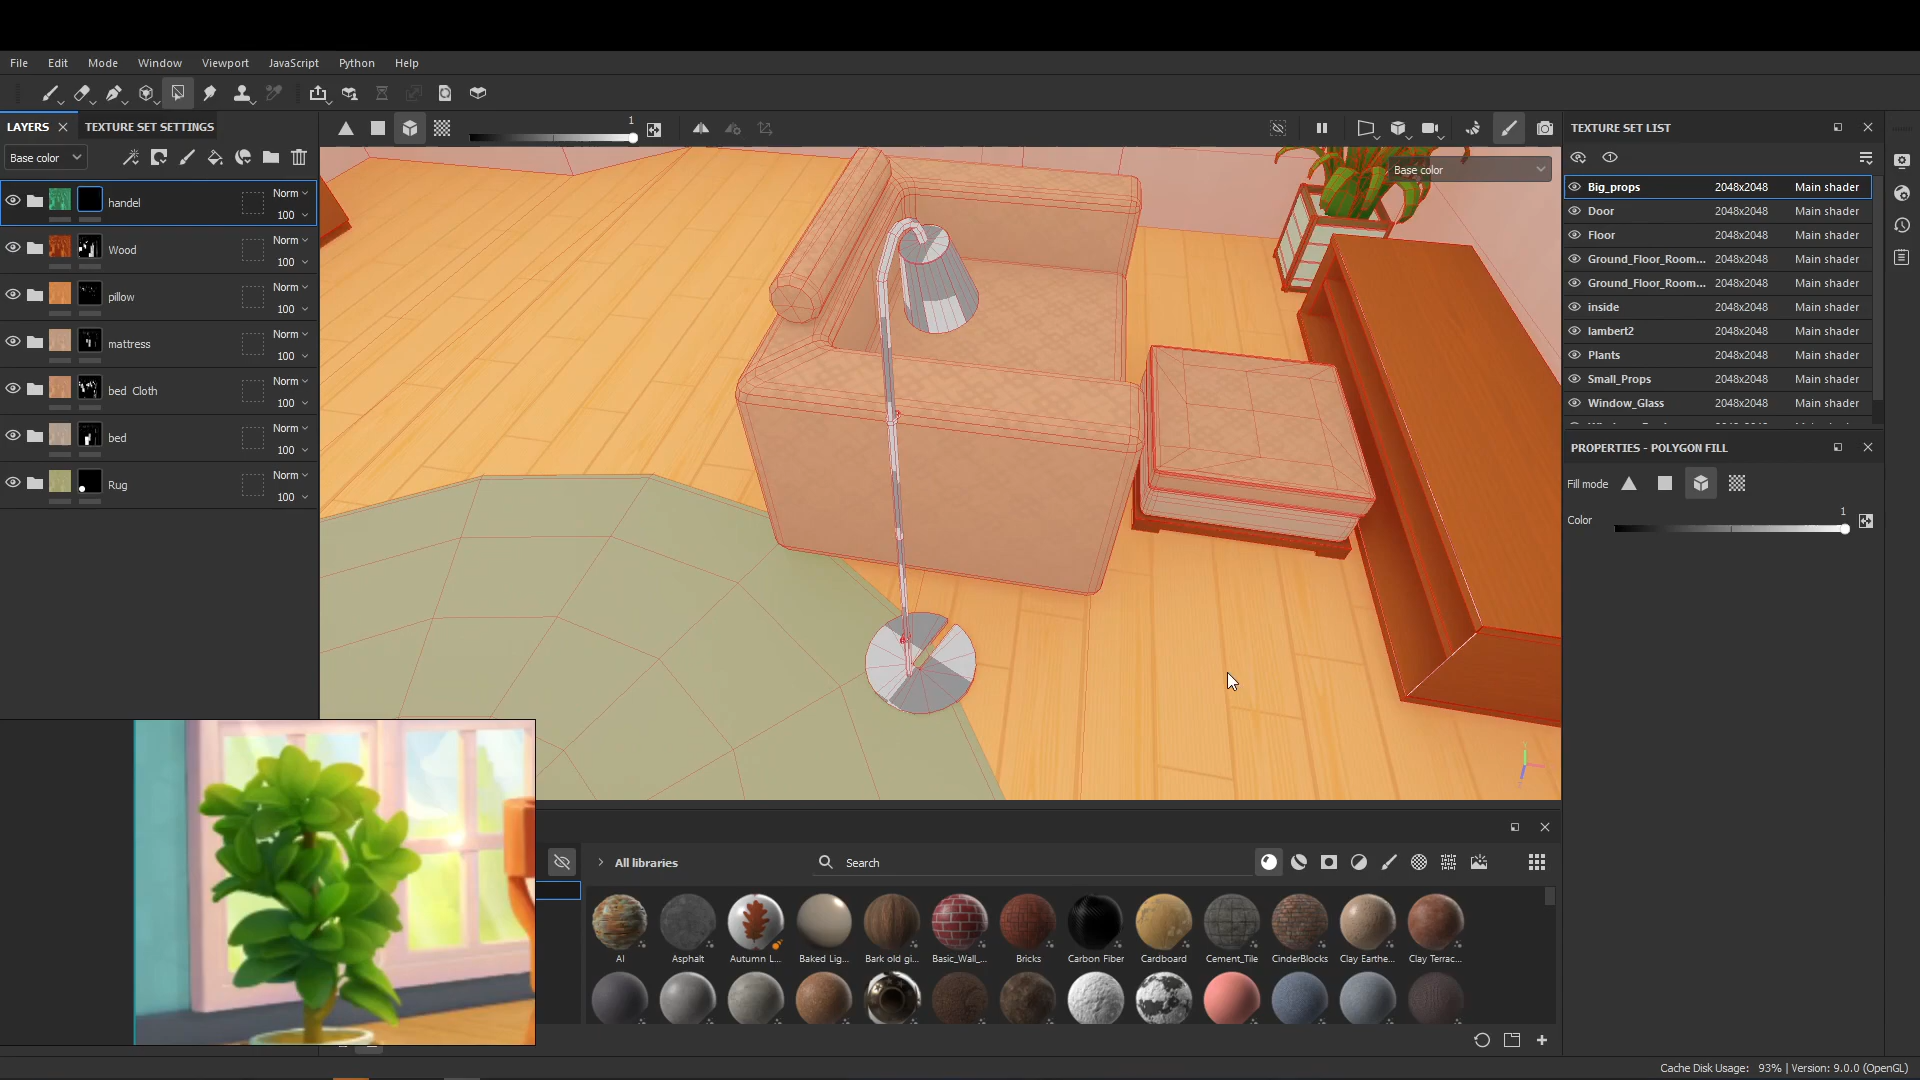 File Edit Mode Window Viewport JavaScript Python Help
LAYERS TEXTURE SET SETTINGS
1
TEXTURE SET LIST
Base color
Base color
handel Norm 100
Wood Norm 100
pillow Norm 100
mattress Norm 100
bed Cloth Norm 100
bed Norm 100
Rug Norm 100
Big_props 2048x2048 Main shader
Door 2048x2048 Main shader
Floor 2048x2048 Main shader
Ground_Floor_Room... 2048x2048 Main shader
Ground_Floor_Room... 2048x2048 Main shader
inside 2048x2048 Main shader
lambert2 2048x2048 Main shader
Plants 2048x2048 Main shader
Small_Props 2048x2048 Main shader
Window_Glass 2048x2048 Main shader
PROPERTIES - POLYGON FILL
Fill mode
Color 1
All libraries Search
AI Asphalt Autumn L... Baked Lig... Bark old gi... Basic_Wall_... Bricks Carbon Fiber Cardboard Cement_Tile CinderBlocks Clay Earthe... Clay Terrac...
Cache Disk Usage: 93% | Version: 9.0.0 (OpenGL)